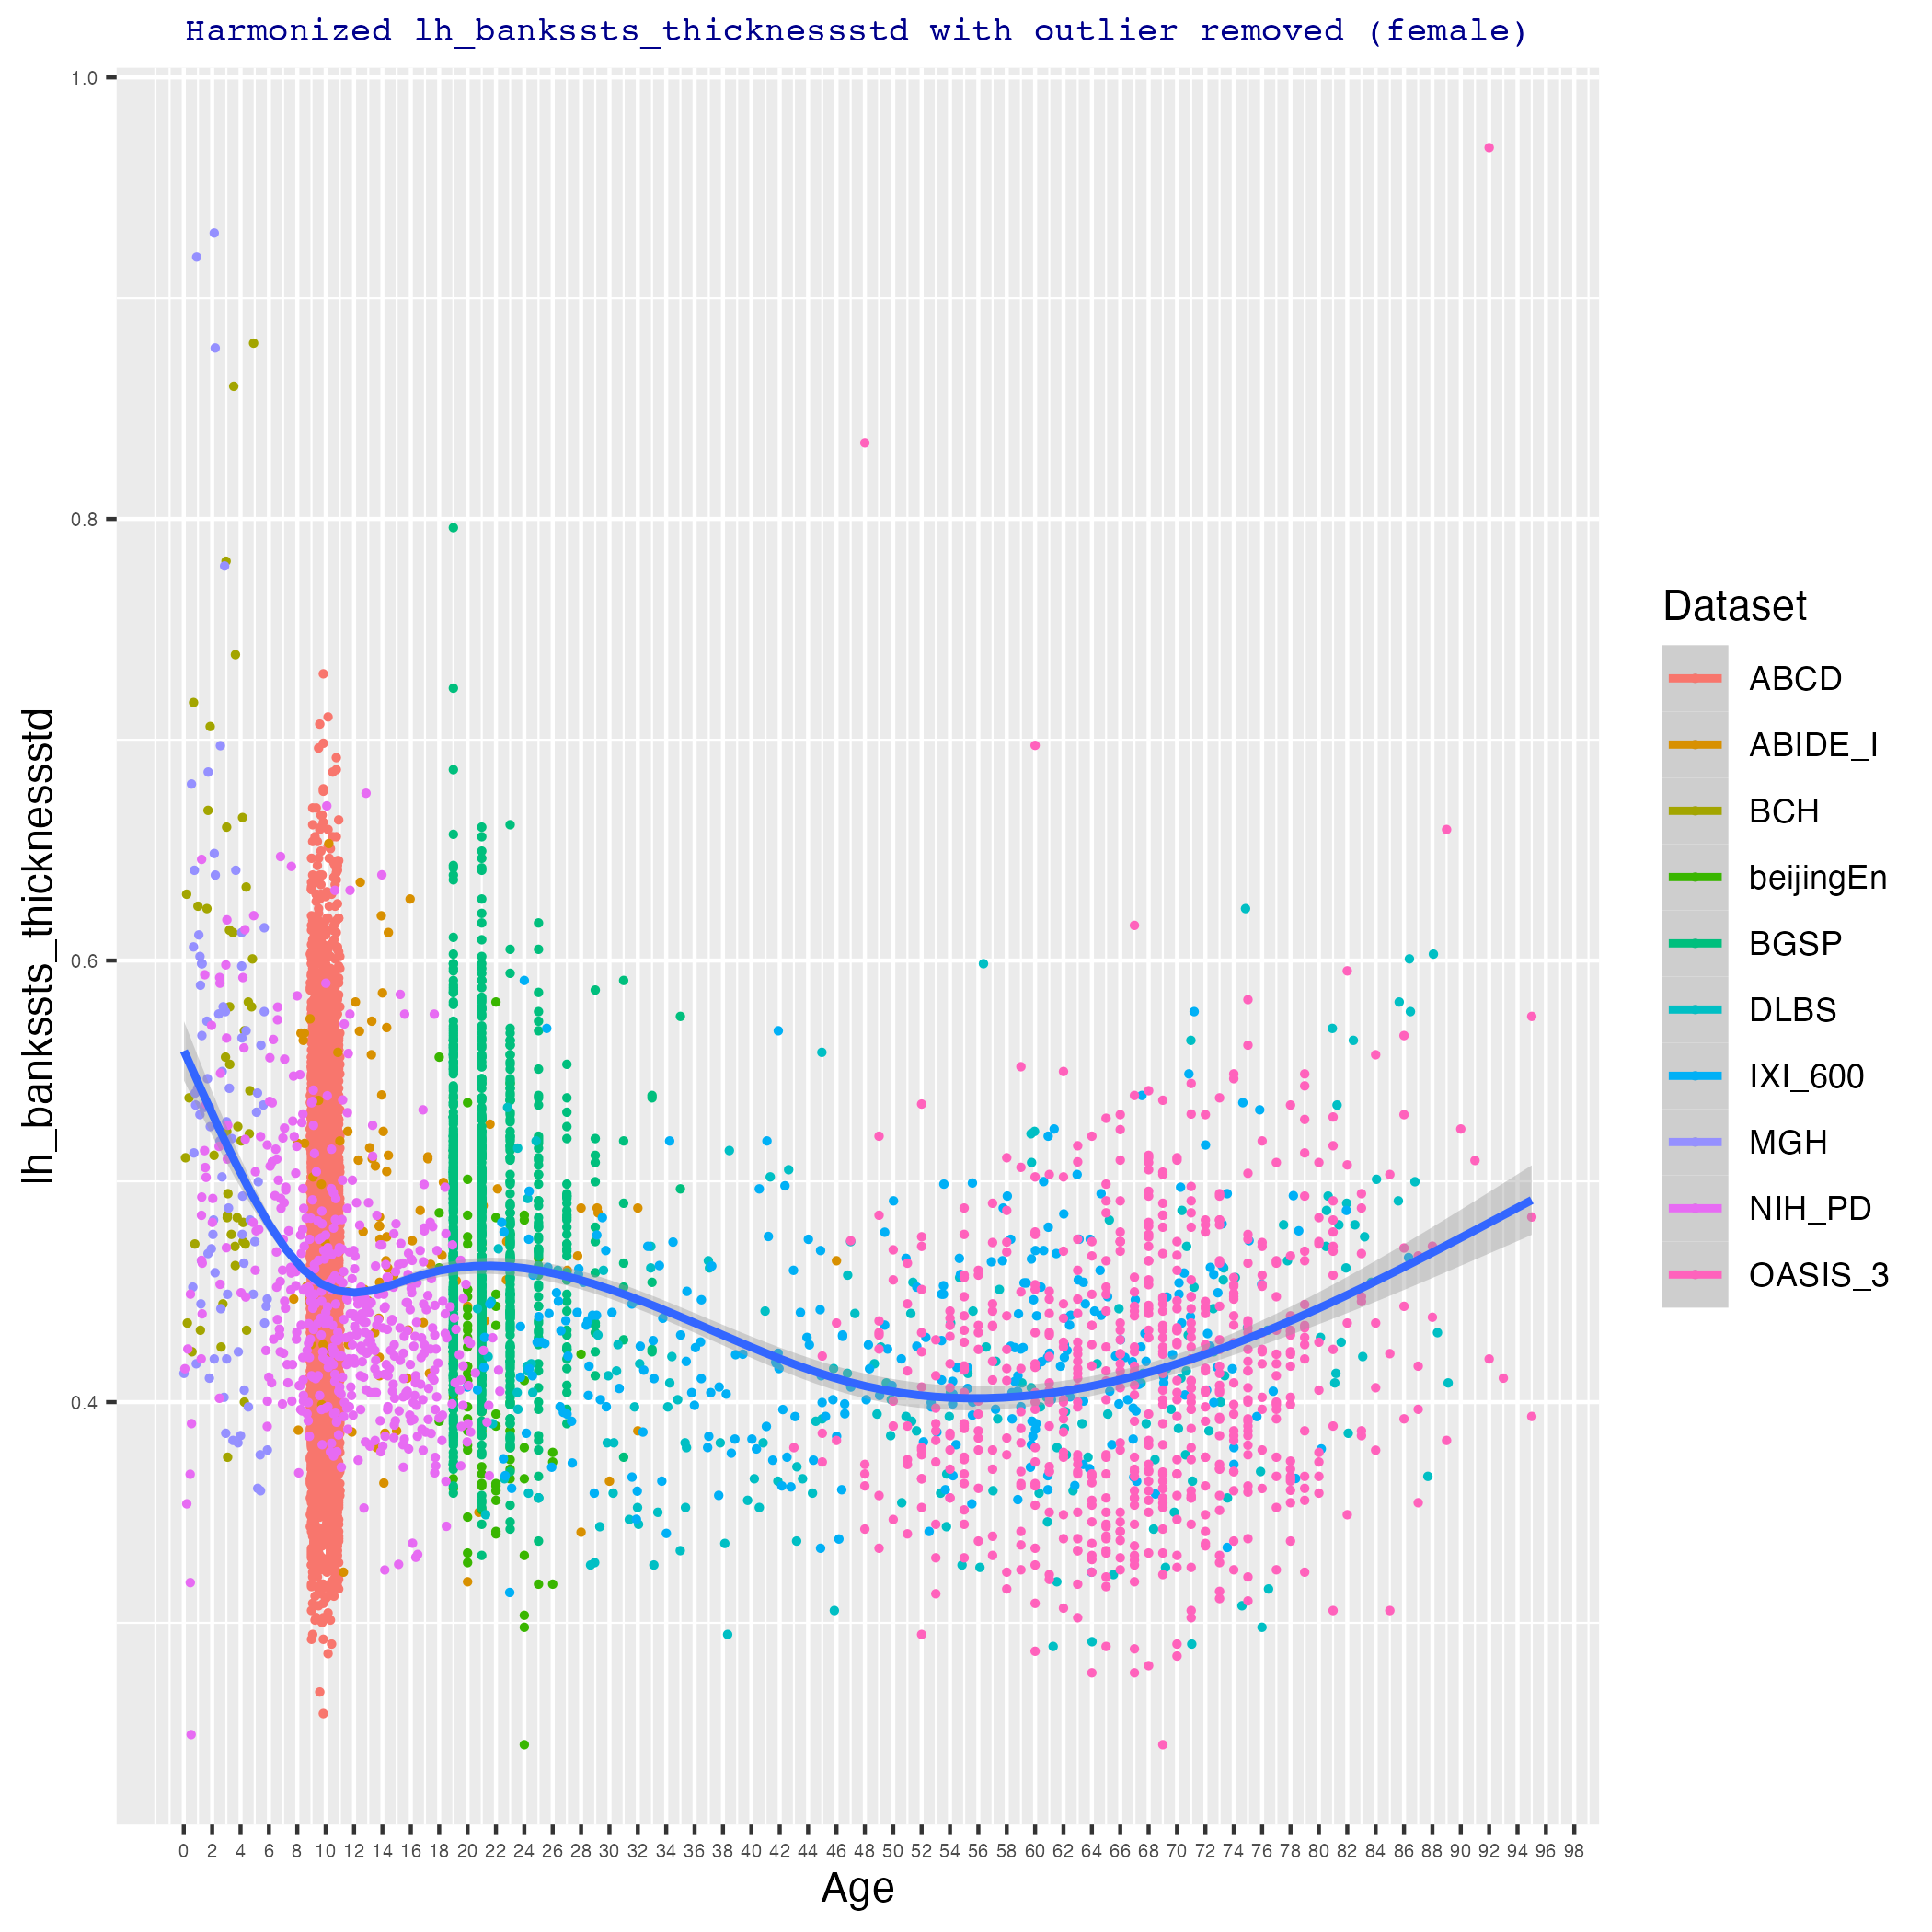 Harmonized lh_bankssts_thicknessstd with outlier removed (female)
1.0
0.8
0.6
0.4
lh_bankssts_thicknessstd
0 2 4 6 8 10 12 14 16 18 20 22 24 26 28 30 32 34 36 38 40 42 44 46 48 50 52 54 56 58 60 62 64 66 68 70 72 74 76 78 80 82 84 86 88 90 92 94 96 98
Age
Dataset
ABCD
ABIDE_I
BCH
beijingEn
BGSP
DLBS
IXI_600
MGH
NIH_PD
OASIS_3